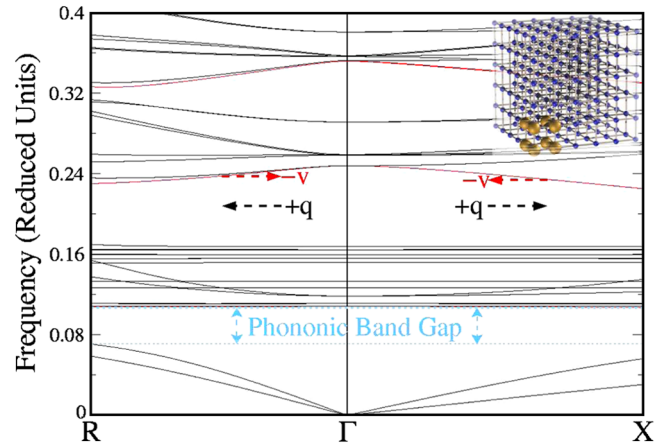 0.4
0.32
0.24
0.16
0.08
0
Frequency (Reduced Units)
−v
−v
+q
+q
Phononic Band Gap
R
Γ
X